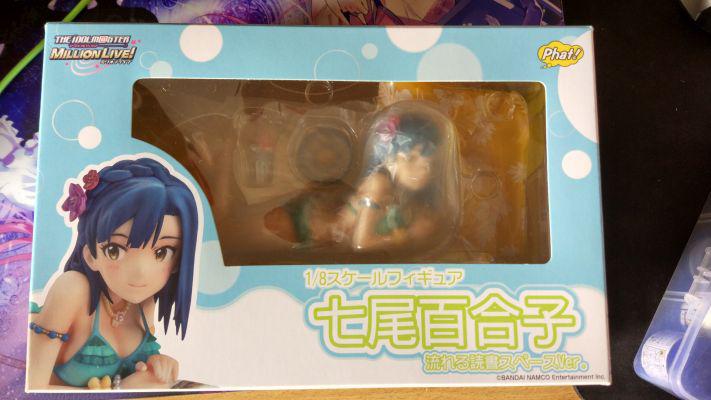 THE IDOLM@STER
MILLION LIVE!
Phat!
1/8スケールフィギュア
七尾百合子
流れる読書スペースVer.
©BANDAI NAMCO Entertainment Inc.